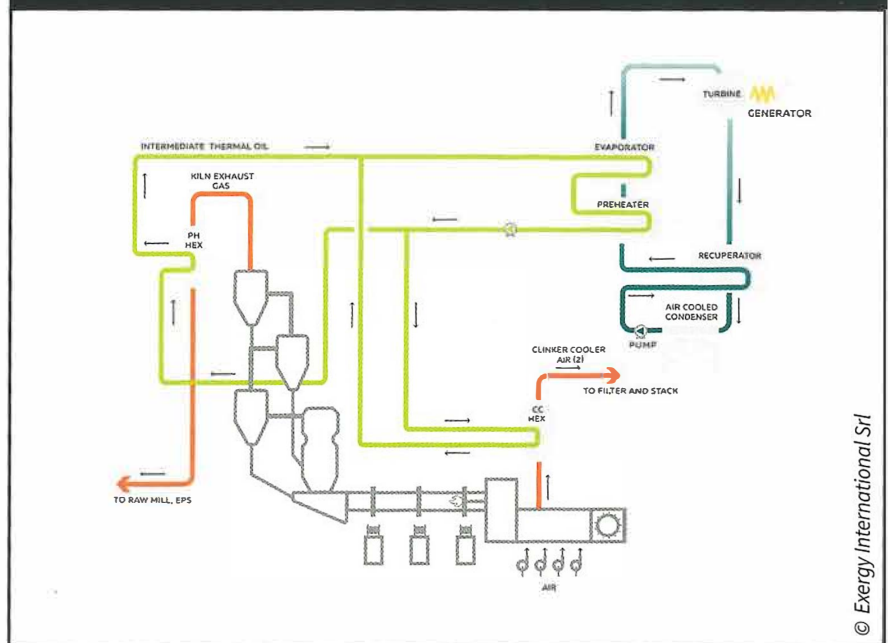 TURBINE
GENERATOR
INTERMEDIATE THERMAL OIL
EVAPORATOR
KILN EXHAUST
GAS
PREHEATER
PH
HEX
RECUPERATOR
AIR COOLED
CONDENSER
PUMP
CLINKER COOLER
AIR (2)
TO FILTER AND STACK
CC
HEX
TO RAW MILL, EPS
AIR
© Exergy International Srl